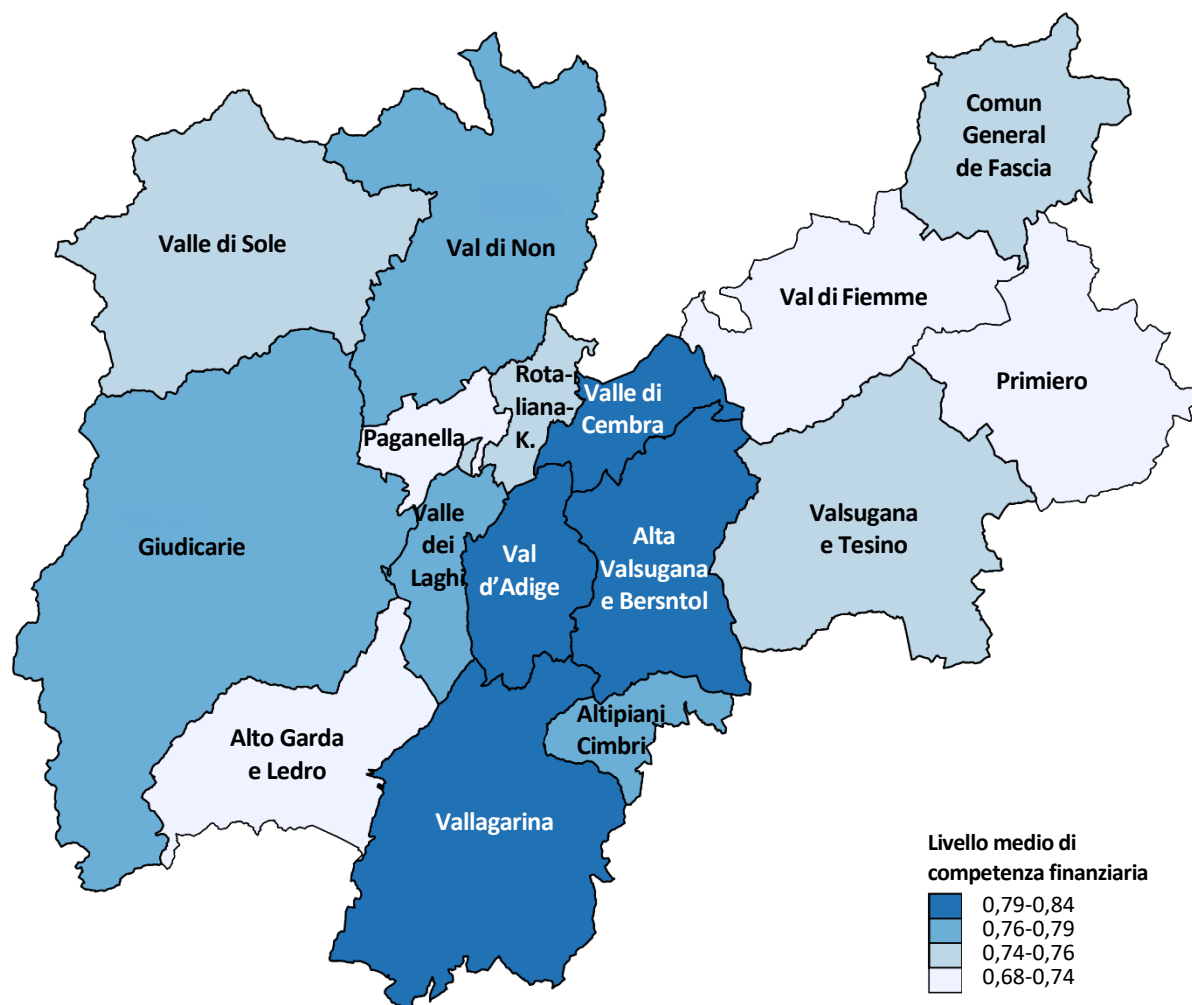 Comun
General
de Fascia
Valle di Sole
Val di Non
Val di Fiemme
Primiero
Rota-
liana-
K.
Valle di
Cembra
Paganella
Valle
dei
Laghi
Giudicarie
Val
d’Adige
Alta
Valsugana
e Bersntol
Valsugana
e Tesino
Altipiani
Cimbri
Alto Garda
e Ledro
Vallagarina
Livello medio di
competenza finanziaria
0,79-0,84
0,76-0,79
0,74-0,76
0,68-0,74